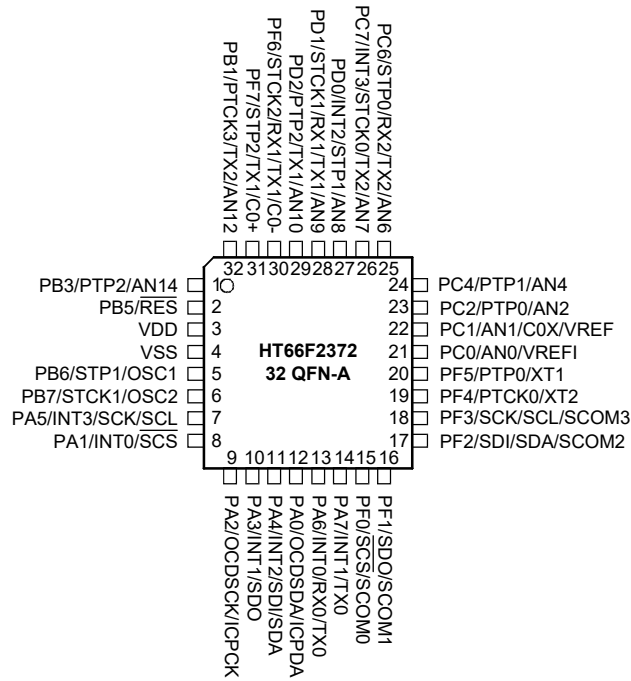 PB1/PTCK3/TX2/AN12
PF7/STP2/TX1/C0+
PF6/STCK2/RX1/TX1/C0-
PD2/PTP2/TX1/AN10
PD1/STCK1/RX1/TX1/AN9
PD0/INT2/STP1/AN8
PC7/INT3/STCK0/TX2/AN7
PC6/STP0/RX2/TX2/AN6
32 31 30 29 28 27 26 25
PB3/PTP2/AN14 1
PB5/RES 2
VDD 3
VSS 4
PB6/STP1/OSC1 5
PB7/STCK1/OSC2 6
PA5/INT3/SCK/SCL 7
PA1/INT0/SCS 8
HT66F2372
32 QFN-A
24 PC4/PTP1/AN4
23 PC2/PTP0/AN2
22 PC1/AN1/C0X/VREF
21 PC0/AN0/VREFI
20 PF5/PTP0/XT1
19 PF4/PTCK0/XT2
18 PF3/SCK/SCL/SCOM3
17 PF2/SDI/SDA/SCOM2
9 10 11 12 13 14 15 16
PA2/OCDSCK/ICPCK
PA3/INT1/SDO
PA4/INT2/SDI/SDA
PA0/OCDSDA/ICPDA
PA6/INT0/RX0/TX0
PA7/INT1/TX0
PF0/SCS/SCOM0
PF1/SDO/SCOM1